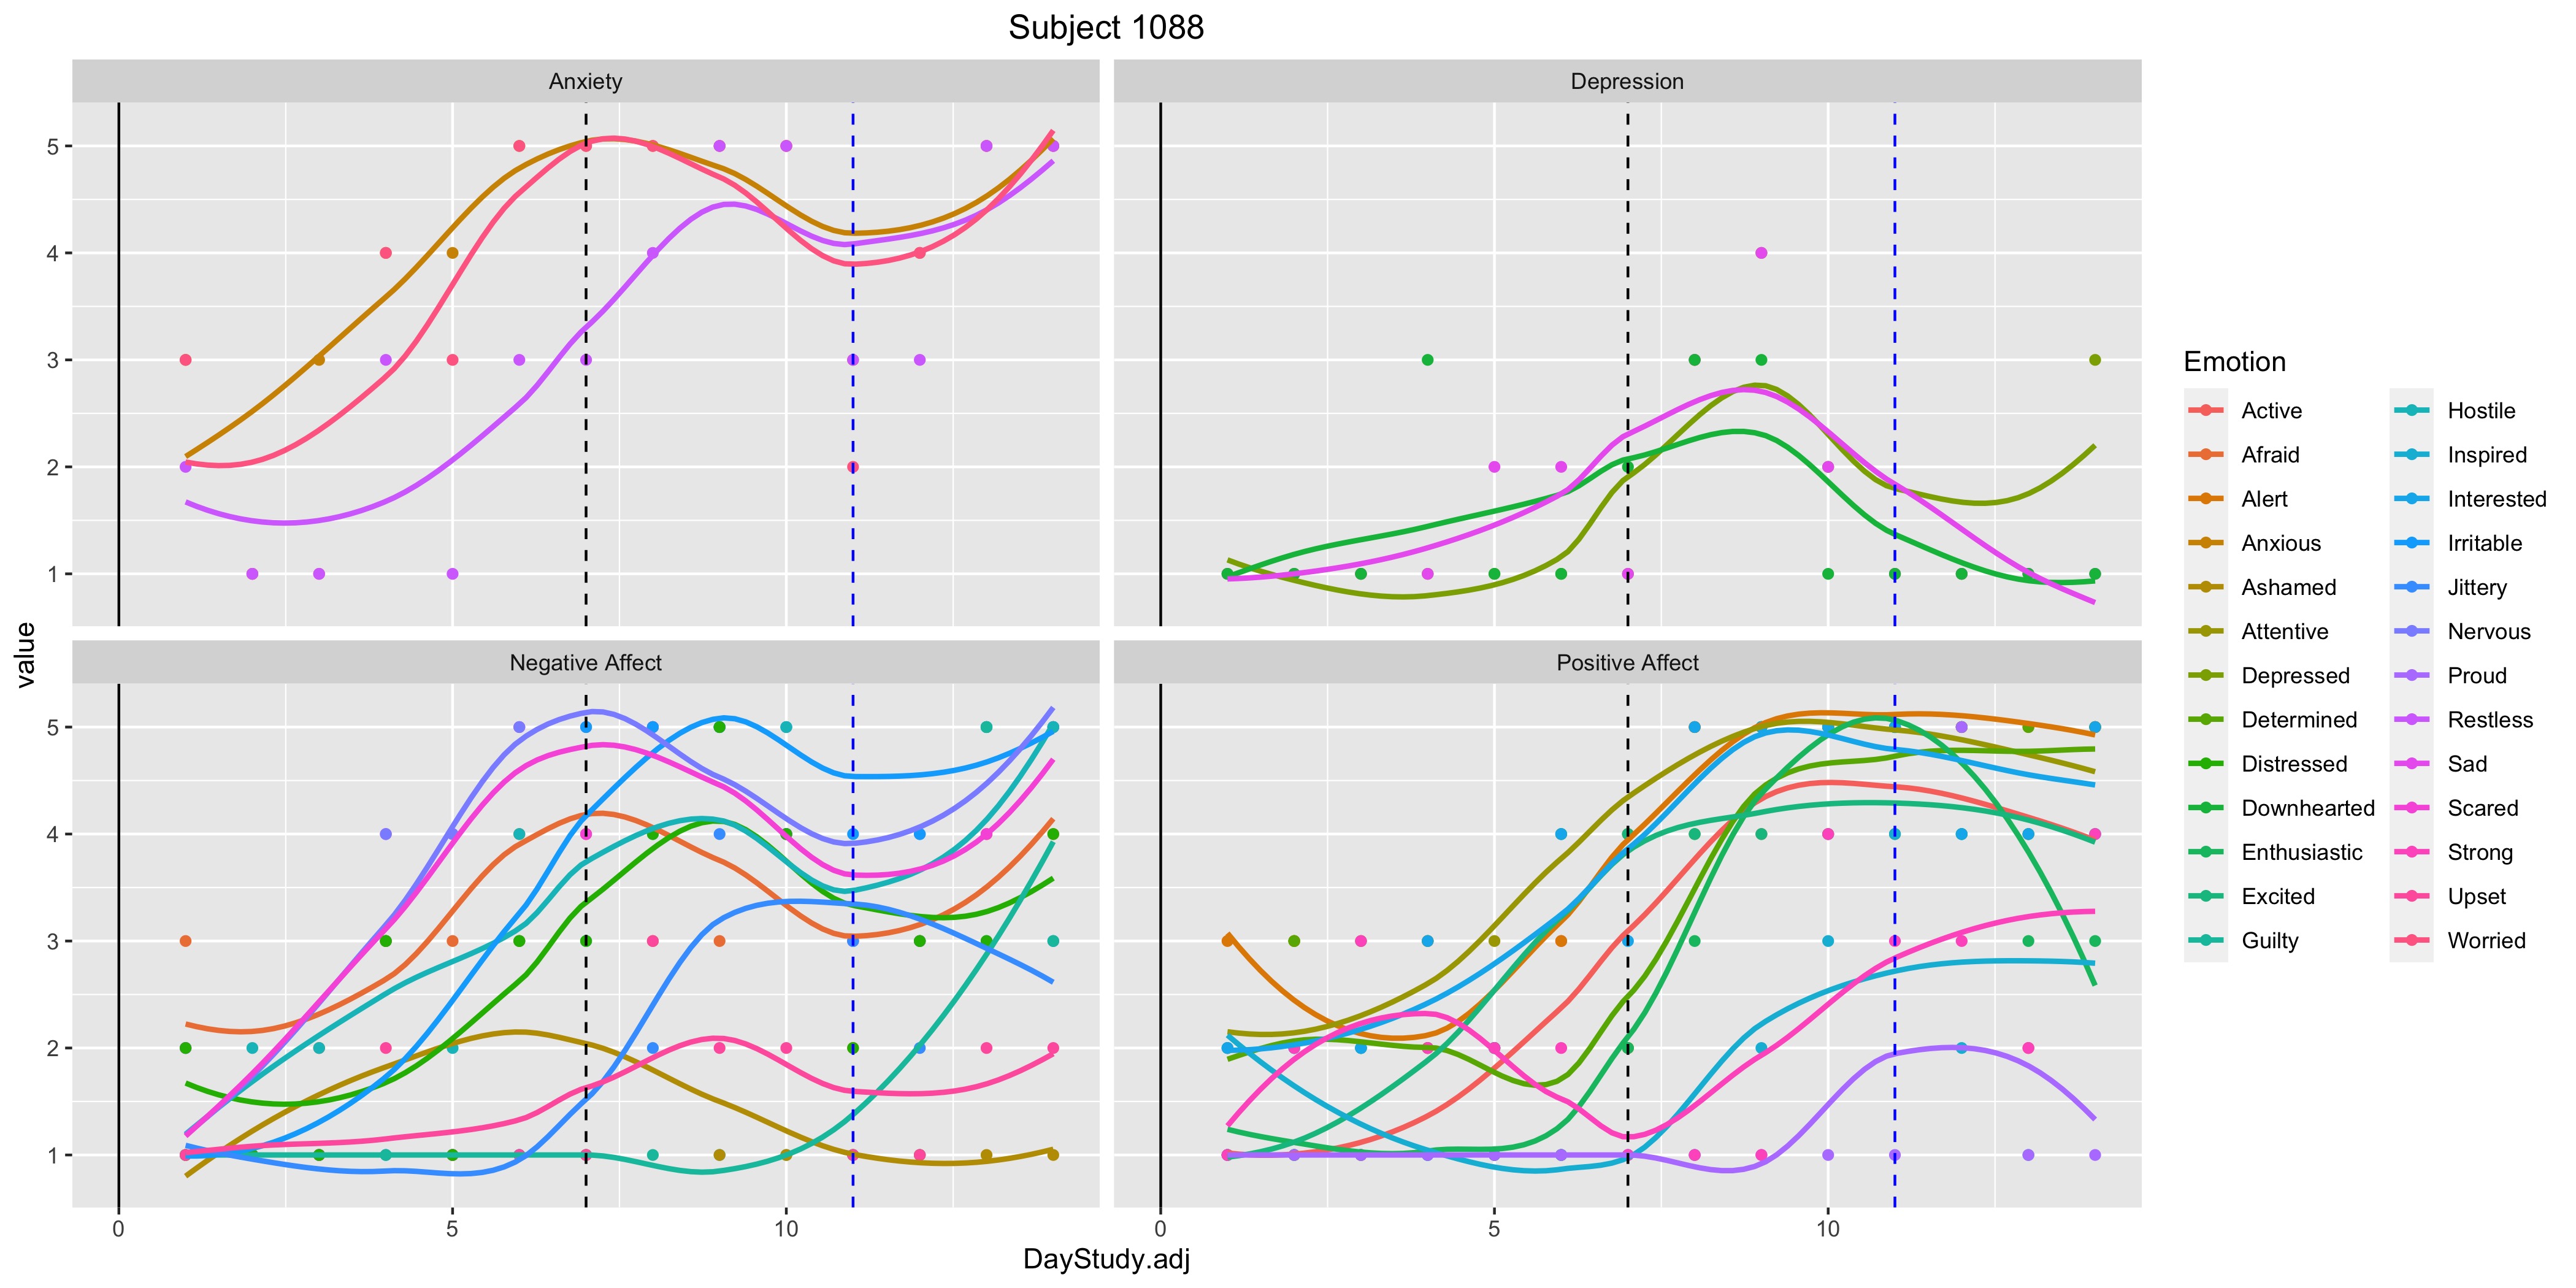 Subject 1088
Anxiety
Depression
5
4
3
2
1
Negative Affect
Positive Affect
5
4
3
2
1
0
5
10
0
5
10
DayStudy.adj
value
Emotion
Active
Afraid
Alert
Anxious
Ashamed
Attentive
Depressed
Determined
Distressed
Downhearted
Enthusiastic
Excited
Guilty
Hostile
Inspired
Interested
Irritable
Jittery
Nervous
Proud
Restless
Sad
Scared
Strong
Upset
Worried